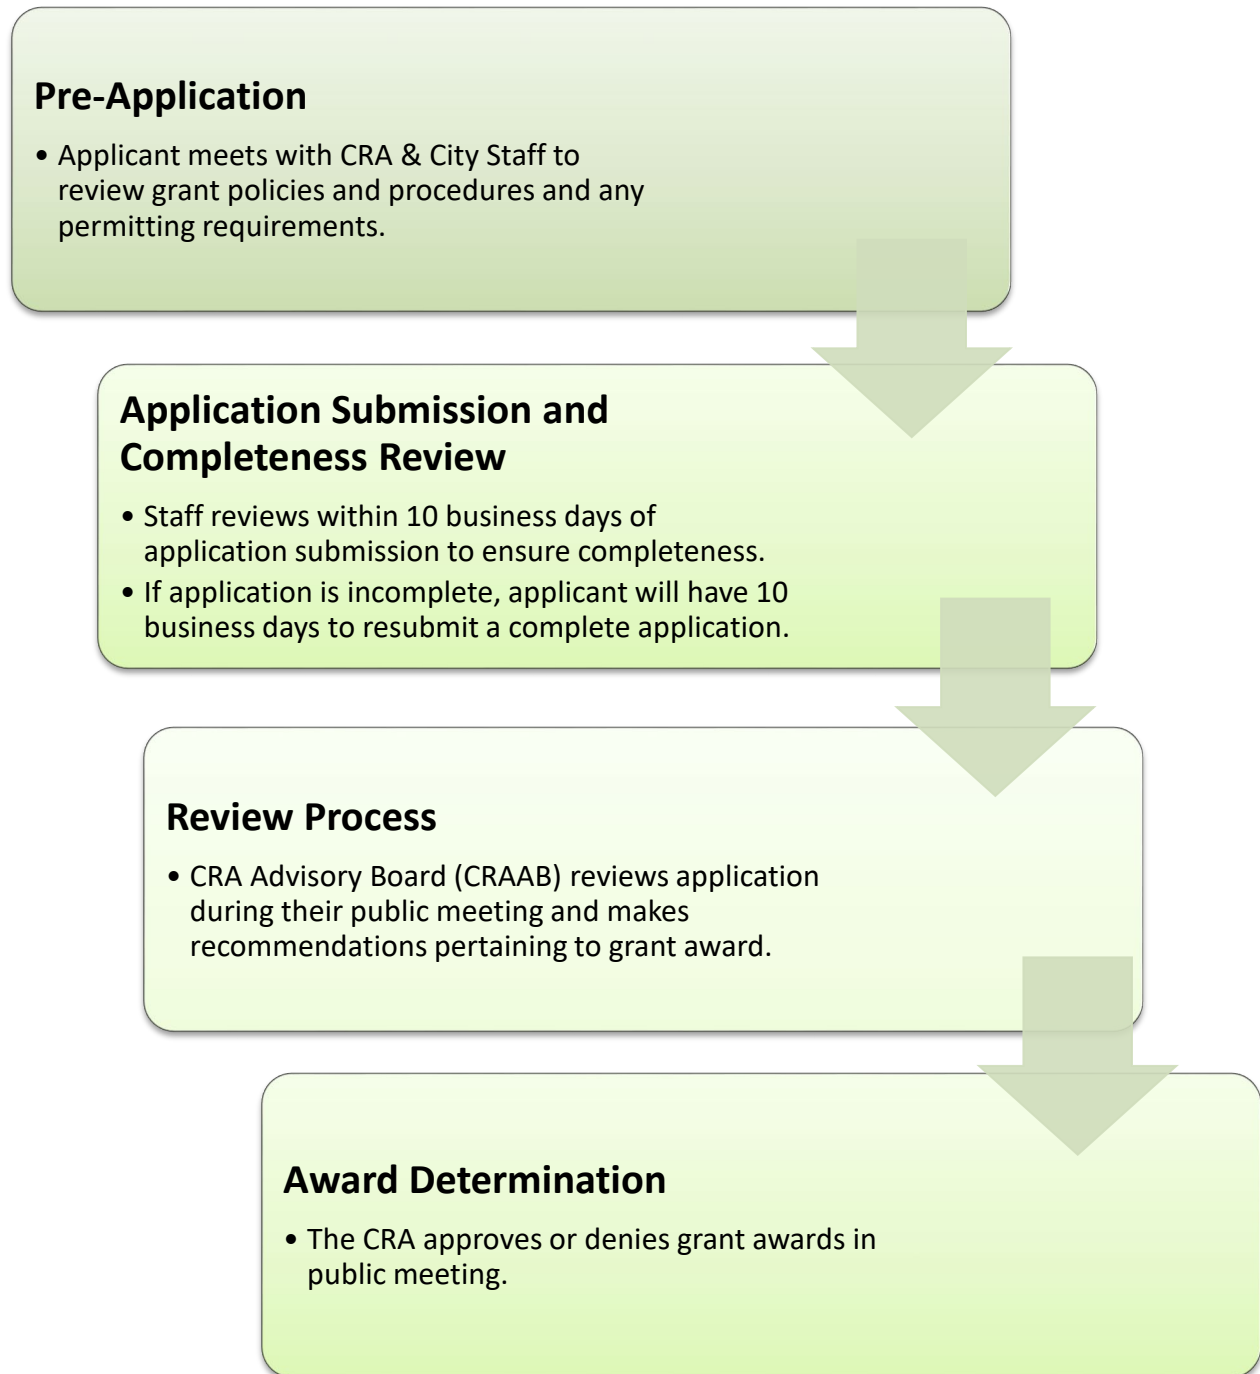 Pre-Application
• Applicant meets with CRA & City Staff to
review grant policies and procedures and any
permitting requirements.
Application Submission and
Completeness Review
• Staff reviews within 10 business days of
application submission to ensure completeness.
• If application is incomplete, applicant will have 10
business days to resubmit a complete application.
Review Process
• CRA Advisory Board (CRAAB) reviews application
during their public meeting and makes
recommendations pertaining to grant award.
Award Determination
• The CRA approves or denies grant awards in
public meeting.